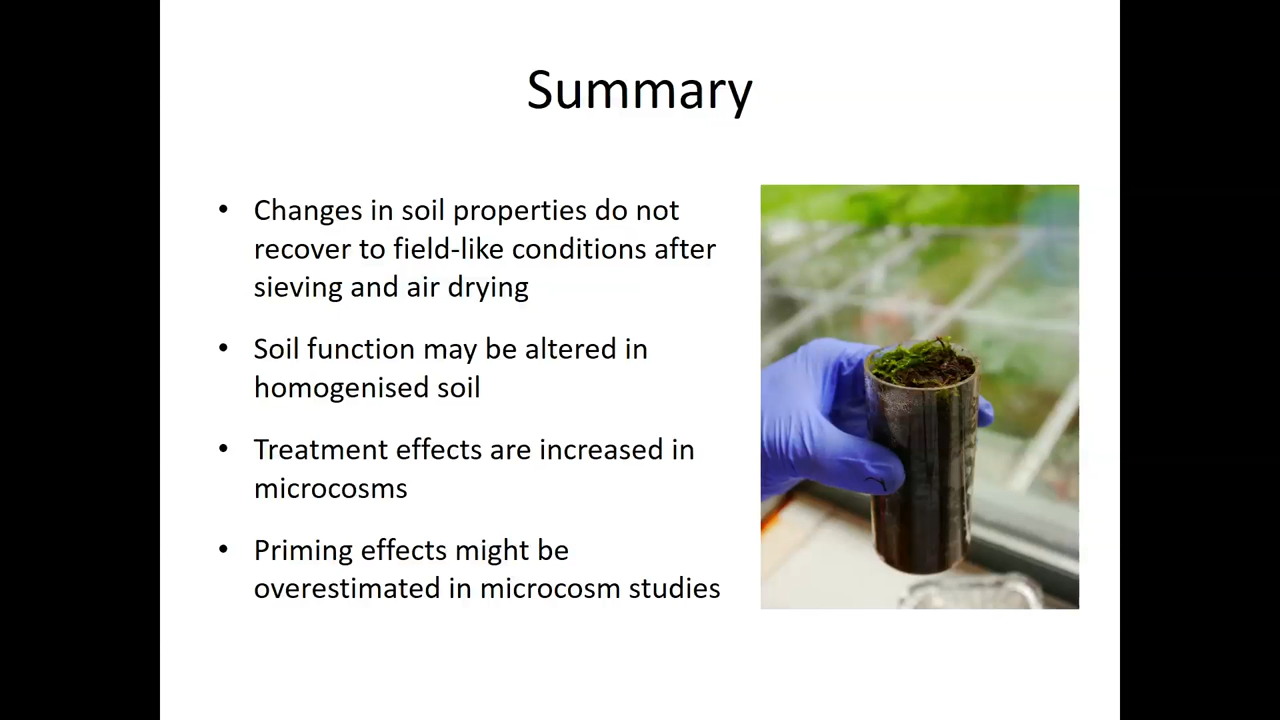 Summary
• Changes in soil properties do not
recover to field-like conditions after
sieving and air drying
• Soil function may be altered in
homogenised soil
• Treatment effects are increased in
microcosms
• Priming effects might be
overestimated in microcosm studies